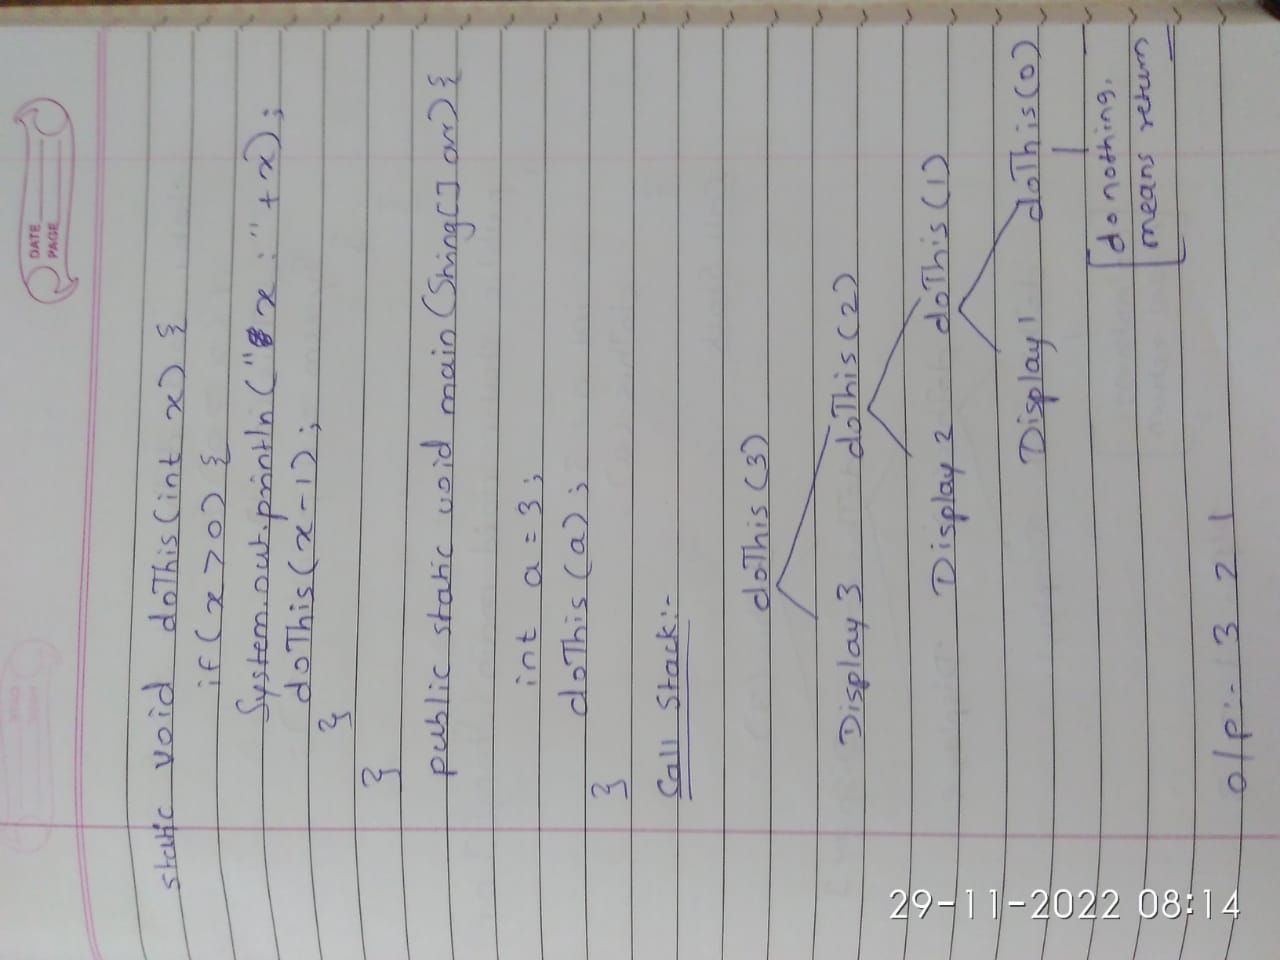 DATE
PAGE
static void doThis(int x) {
if(x>0) {
System.out.println("x :"+x);
doThis(x-1);
}
}
public static void main(String[] arr){
int a = 3;
doThis(a);
}
Call Stack:-
doThis(3)
Display 3 doThis(2)
Display 2 doThis(1)
Display 1 doThis(0)
do nothing.
means return
o/p:- 3 2 1
29-11-2022 08:14